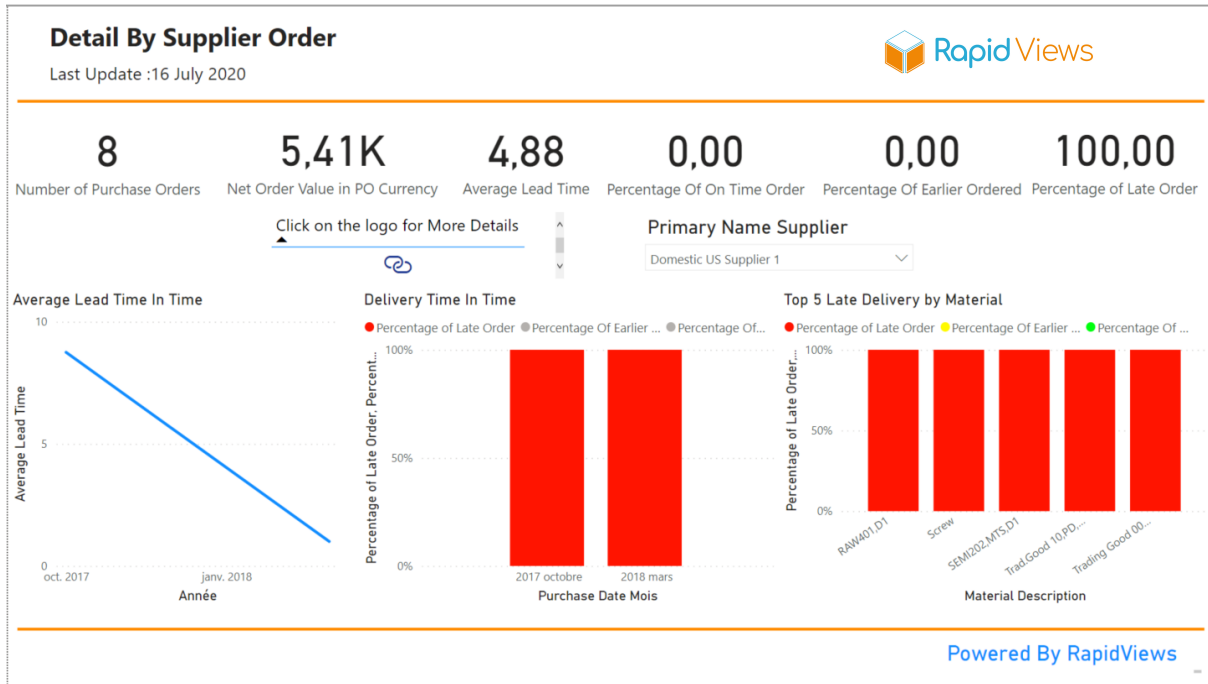 Detail By Supplier Order
Last Update :16 July 2020
Rapid Views
8
Number of Purchase Orders
5,41K
Net Order Value in PO Currency
4,88
Average Lead Time
0,00
Percentage Of On Time Order
0,00
Percentage Of Earlier Ordered
100,00
Percentage of Late Order
Click on the logo for More Details
Primary Name Supplier
Domestic US Supplier 1
Average Lead Time In Time
10
5
0
Average Lead Time
oct. 2017
janv. 2018
Année
Delivery Time In Time
Percentage of Late Order Percentage Of Earlier ... Percentage Of...
100%
50%
0%
Percentage of Late Order, Percent...
2017 octobre
2018 mars
Purchase Date Mois
Top 5 Late Delivery by Material
Percentage of Late Order Percentage Of Earlier ... Percentage Of ...
100%
50%
0%
Percentage of Late Order,...
RAW401,D1
Screw
SEMI202,MTS,D1
Trad.Good 10,PD,...
Trading Good 00...
Material Description
Powered By RapidViews